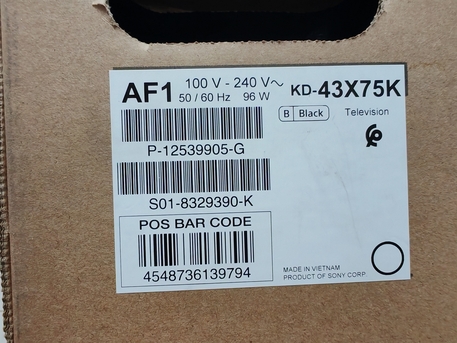 AF1 100 V - 240 V~ KD-43X75K
50 / 60 Hz 96 W
B Black Television
P-12539905-G
S01-8329390-K
POS BAR CODE
4548736139794
MADE IN VIETNAM
PRODUCT OF SONY CORP.